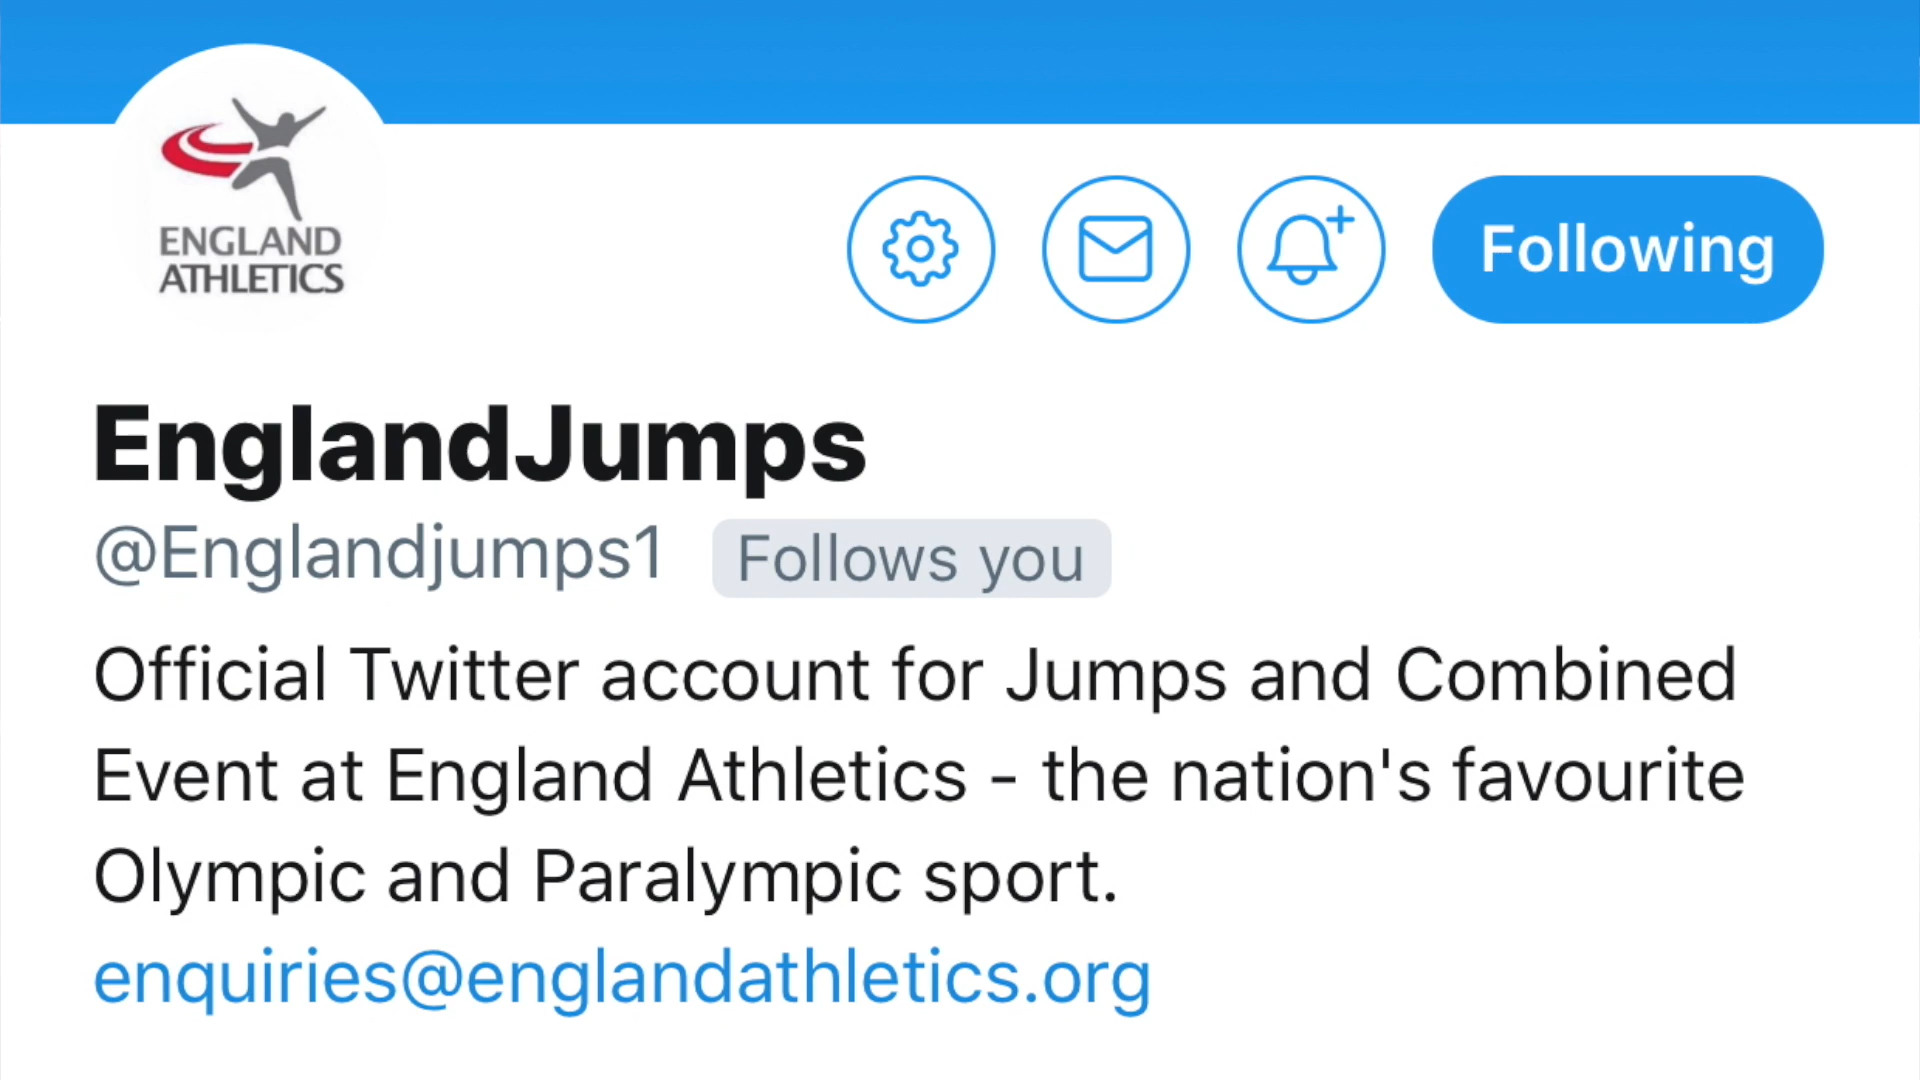 ENGLAND
ATHLETICS
Following
EnglandJumps
@Englandjumps1 Follows you
Official Twitter account for Jumps and Combined
Event at England Athletics - the nation's favourite
Olympic and Paralympic sport.
enquiries@englandathletics.org